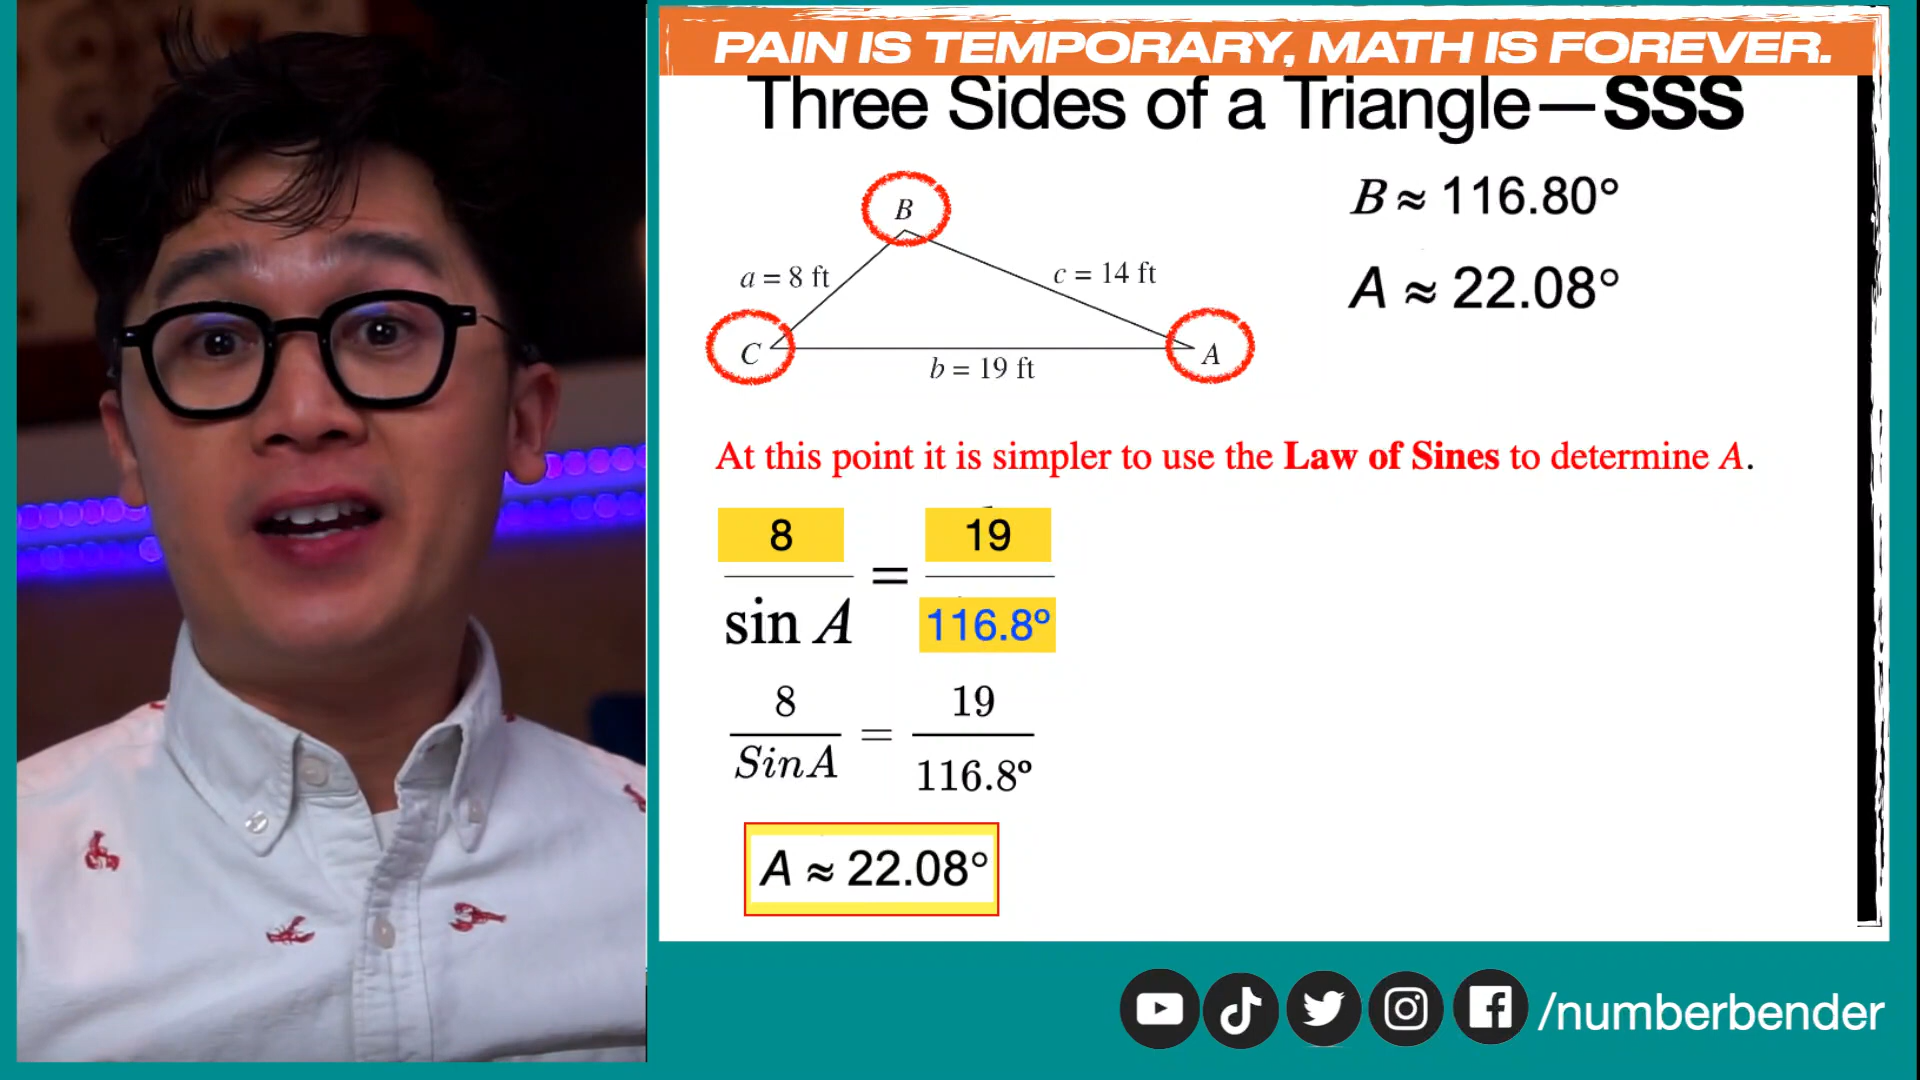 PAIN IS TEMPORARY, MATH IS FOREVER.
Three Sides of a Triangle—SSS
B ≈ 116.80°
A ≈ 22.08°
B
a = 8 ft
c = 14 ft
C
A
b = 19 ft
At this point it is simpler to use the Law of Sines to determine A.
8 / sin A = 19 / 116.8º
8 / SinA = 19 / 116.8º
A ≈ 22.08°
/numberbender